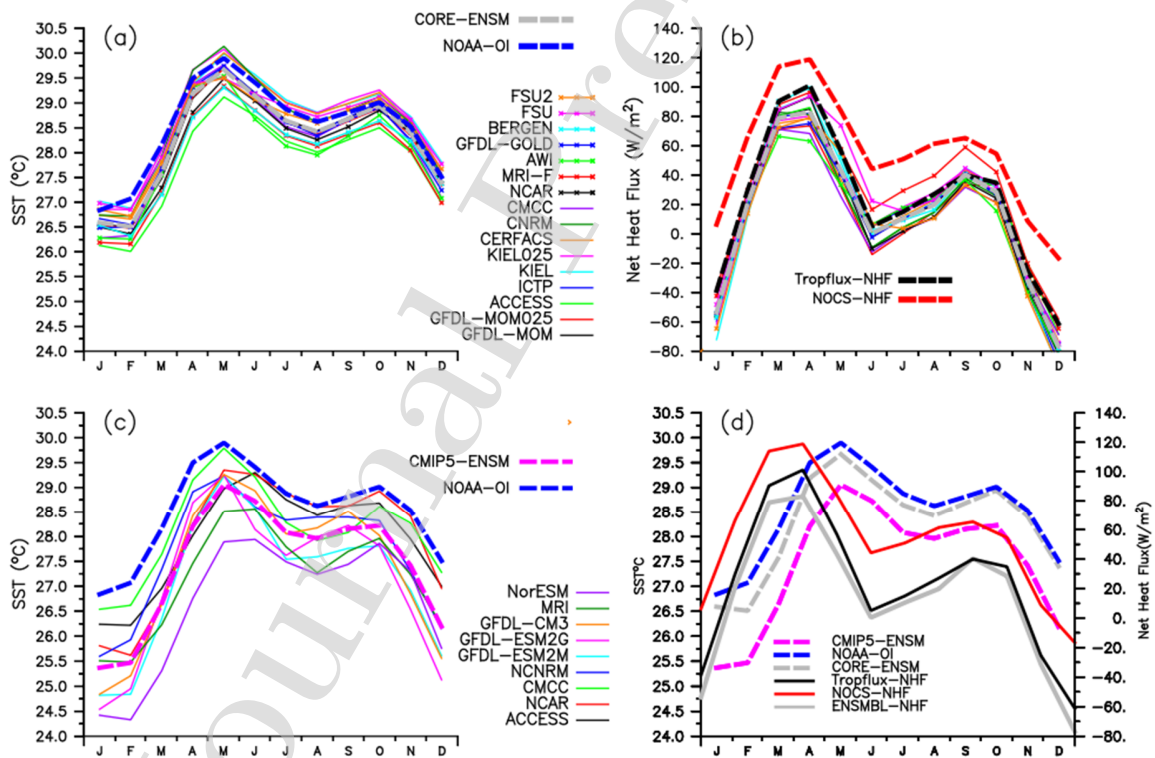 (a)
CORE-ENSM
NOAA-OI
30.5
30.0
29.5
29.0
28.5
28.0
27.5
27.0
26.5
26.0
25.5
25.0
24.5
24.0
SST (ºC)
J F M A M J J A S O N D
FSU2
FSU
BERGEN
GFDL-GOLD
AWI
MRI-F
NCAR
CMCC
CNRM
CERFACS
KIEL025
KIEL
ICTP
ACCESS
GFDL-MOM025
GFDL-MOM
(b)
140.
120.
100.
80.
60.
40.
20.
0.
-20.
-40.
-60.
-80.
Net Heat Flux (W/m²)
Tropflux-NHF
NOCS-NHF
J F M A M J J A S O N D
(c)
CMIP5-ENSM
NOAA-OI
30.5
30.0
29.5
29.0
28.5
28.0
27.5
27.0
26.5
26.0
25.5
25.0
24.5
24.0
SST (ºC)
NorESM
MRI
GFDL-CM3
GFDL-ESM2G
GFDL-ESM2M
NCNRM
CMCC
NCAR
ACCESS
J F M A M J J A S O N D
(d)
30.5
30.0
29.5
29.0
28.5
28.0
27.5
27.0
26.5
26.0
25.5
25.0
24.5
24.0
SSTºC
CMIP5-ENSM
NOAA-OI
CORE-ENSM
Tropflux-NHF
NOCS-NHF
ENSMBL-NHF
140.
120.
100.
80.
60.
40.
20.
0.
-20.
-40.
-60.
-80.
Net Heat Flux(W/m²)
J F M A M J J A S O N D
ournal Pre